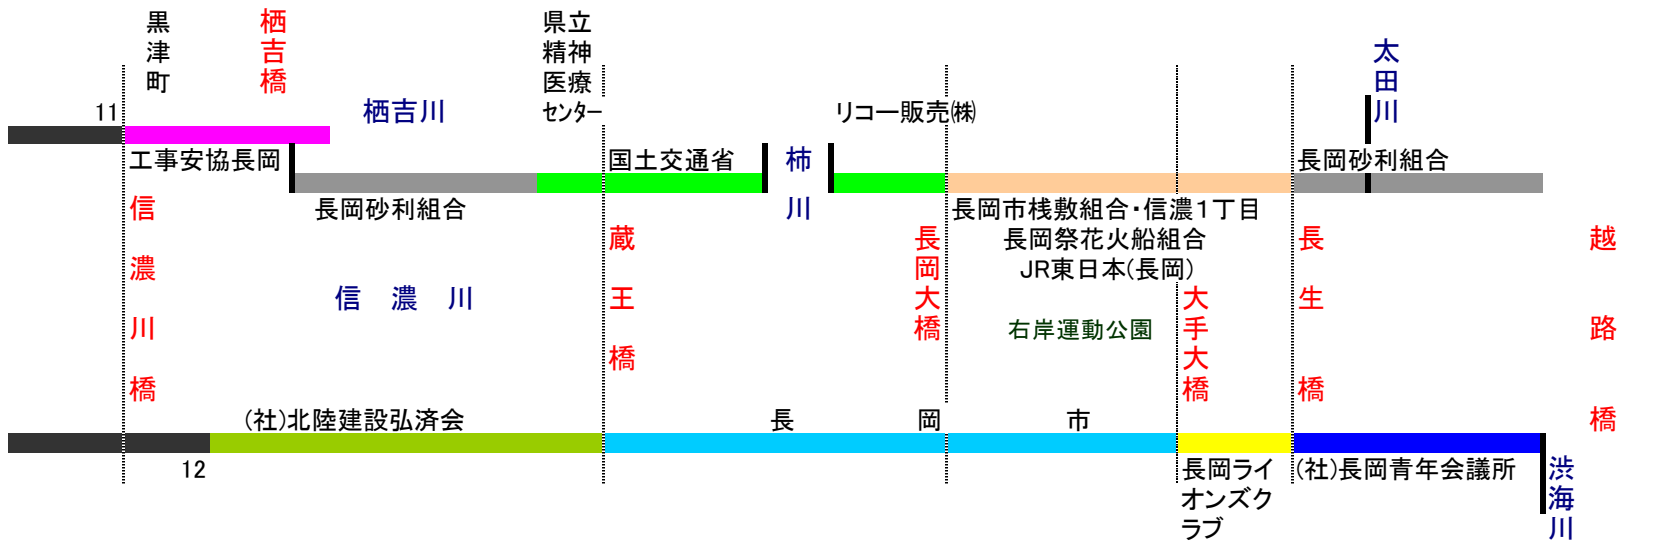 黒津町
栖吉橋
県立
精神
医療
センター
太田川
11
栖吉川
リコー販売㈱
工事安協長岡
国土交通省
柿川
長岡砂利組合
長岡砂利組合
長岡市桟敷組合・信濃1丁目
長岡祭花火船組合
JR東日本(長岡)
信濃川橋
信濃川
蔵王橋
長岡大橋
右岸運動公園
大手大橋
長生橋
越路橋
(社)北陸建設弘済会
長岡市
12
長岡ライ
オンズク
ラブ
(社)長岡青年会議所
渋海川